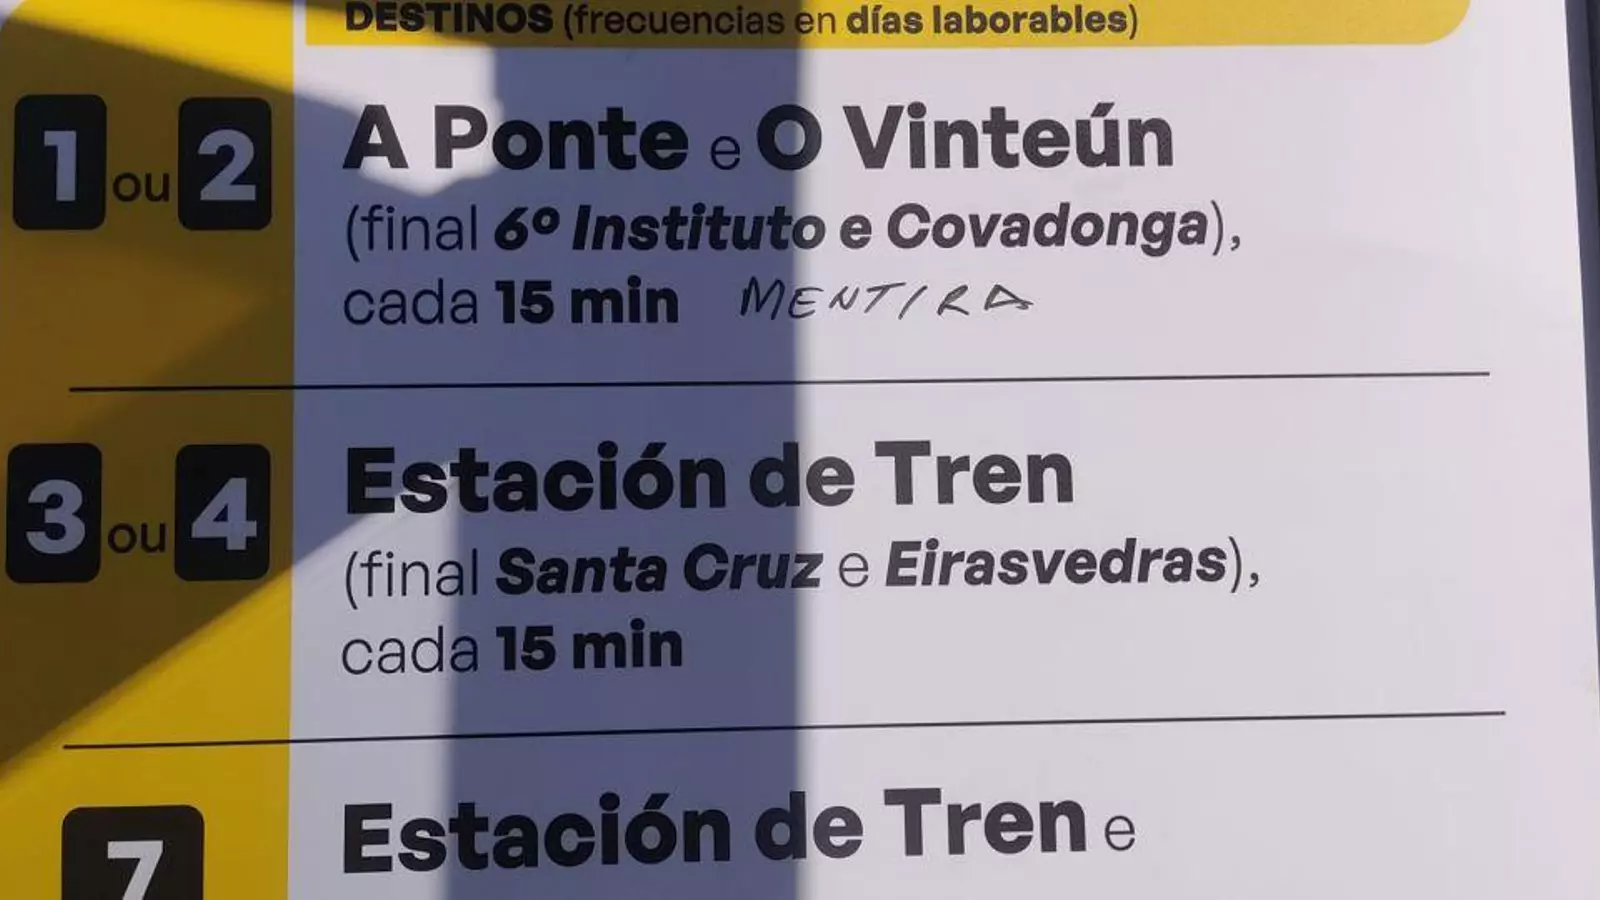 DESTINOS (frecuencias en días laborables)
1 ou 2
A Ponte e O Vinteún
(final 6º Instituto e Covadonga),
cada 15 min MENTIRA
3 ou 4
Estación de Tren
(final Santa Cruz e Eirasvedras),
cada 15 min
7
Estación de Tren e